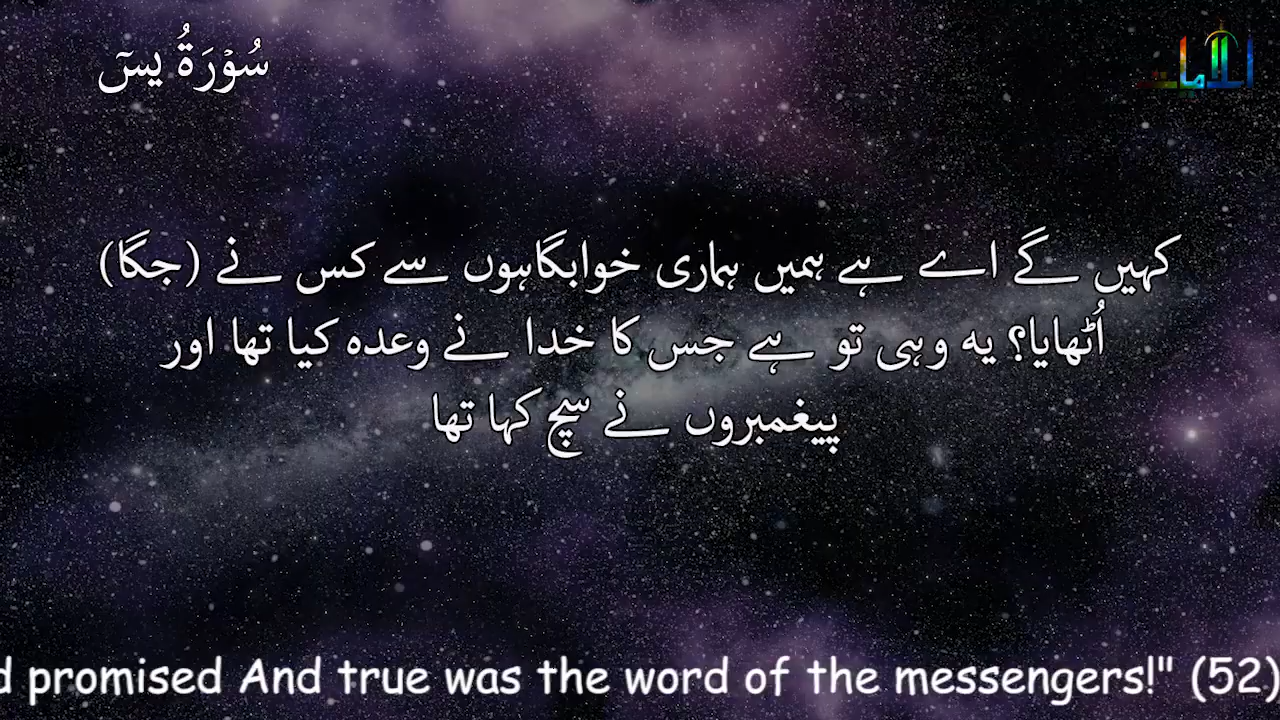 سُوۡرَةُ يسٓ
کہیں گے اے ہے ہمیں ہماری خوابگاہوں سے کس نے (جگا)
اُٹھایا؟ یہ وہی تو ہے جس کا خدا نے وعدہ کیا تھا اور
پیغمبروں نے سچ کہا تھا
d promised And true was the word of the messengers!" (52)